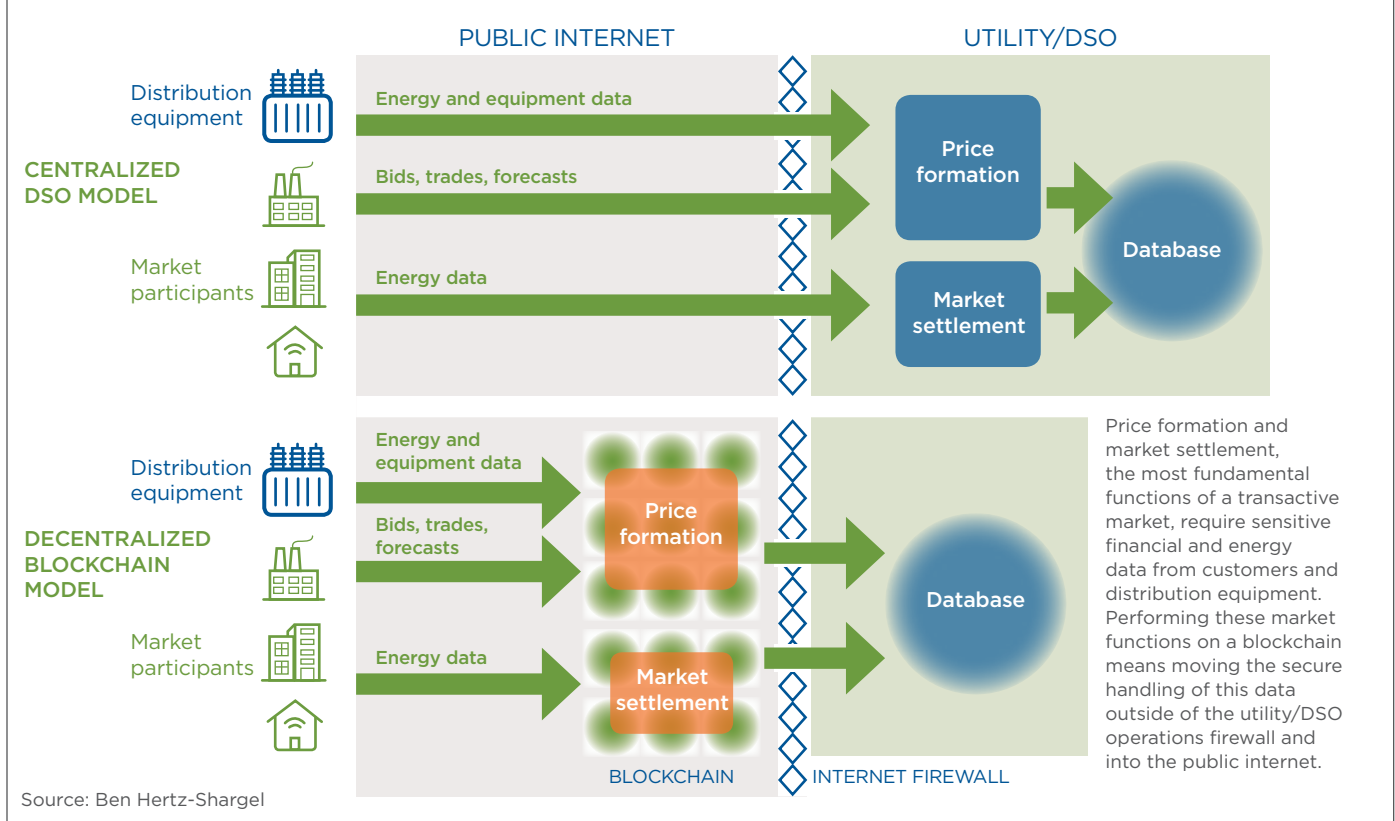 PUBLIC INTERNET
UTILITY/DSO
Distribution
equipment
CENTRALIZED
DSO MODEL
Market
participants
Energy and equipment data
Bids, trades, forecasts
Energy data
Price
formation
Market
settlement
Database
Distribution
equipment
DECENTRALIZED
BLOCKCHAIN
MODEL
Market
participants
Energy and
equipment data
Bids, trades,
forecasts
Energy data
Price
formation
Market
settlement
BLOCKCHAIN
INTERNET FIREWALL
Database
Price formation and
market settlement,
the most fundamental
functions of a transactive
market, require sensitive
financial and energy
data from customers and
distribution equipment.
Performing these market
functions on a blockchain
means moving the secure
handling of this data
outside of the utility/DSO
operations firewall and
into the public internet.
Source: Ben Hertz-Shargel